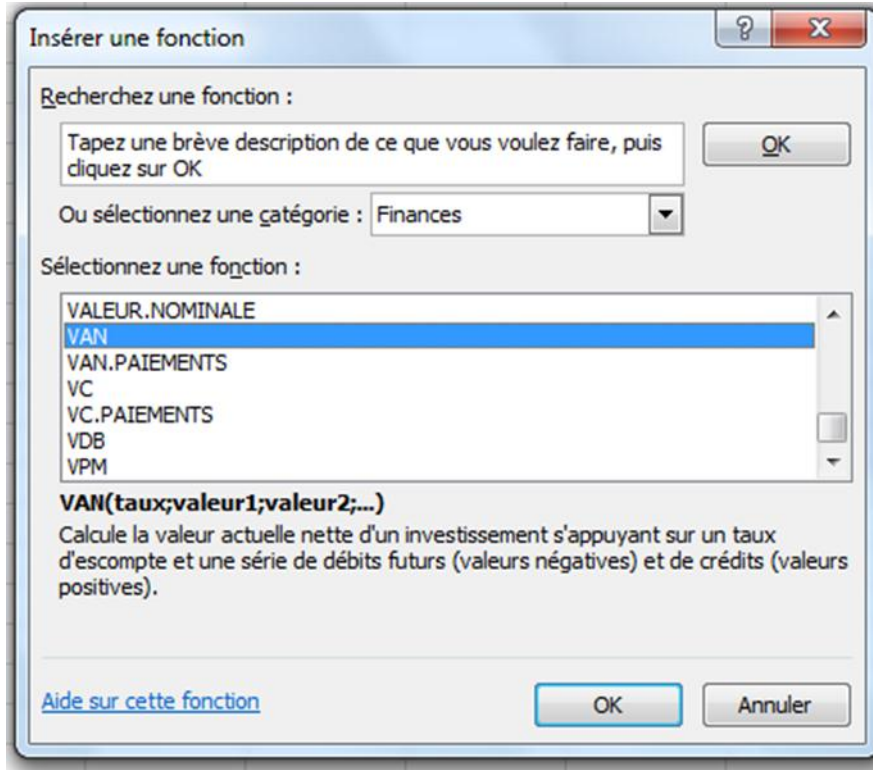 Insérer une fonction
Recherchez une fonction :
Tapez une brève description de ce que vous voulez faire, puis
cliquez sur OK
OK
Ou sélectionnez une catégorie : Finances
Sélectionnez une fonction :
VALEUR.NOMINALE
VAN
VAN.PAIEMENTS
VC
VC.PAIEMENTS
VDB
VPM
VAN(taux;valeur1;valeur2;...)
Calcule la valeur actuelle nette d'un investissement s'appuyant sur un taux
d'escompte et une série de débits futurs (valeurs négatives) et de crédits (valeurs
positives).
Aide sur cette fonction
OK
Annuler